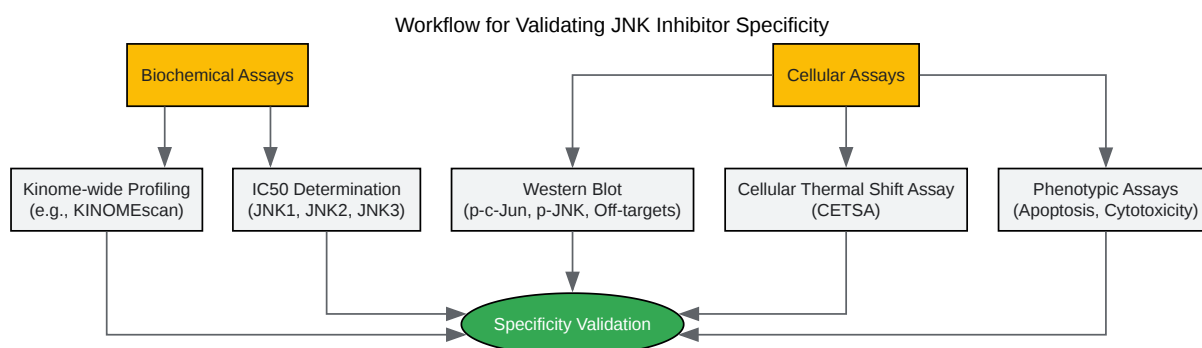 Workflow for Validating JNK Inhibitor Specificity
Biochemical Assays
Cellular Assays
Kinome-wide Profiling
(e.g., KINOMEscan)
IC50 Determination
(JNK1, JNK2, JNK3)
Western Blot
(p-c-Jun, p-JNK, Off-targets)
Cellular Thermal Shift Assay
(CETSA)
Phenotypic Assays
(Apoptosis, Cytotoxicity)
Specificity Validation